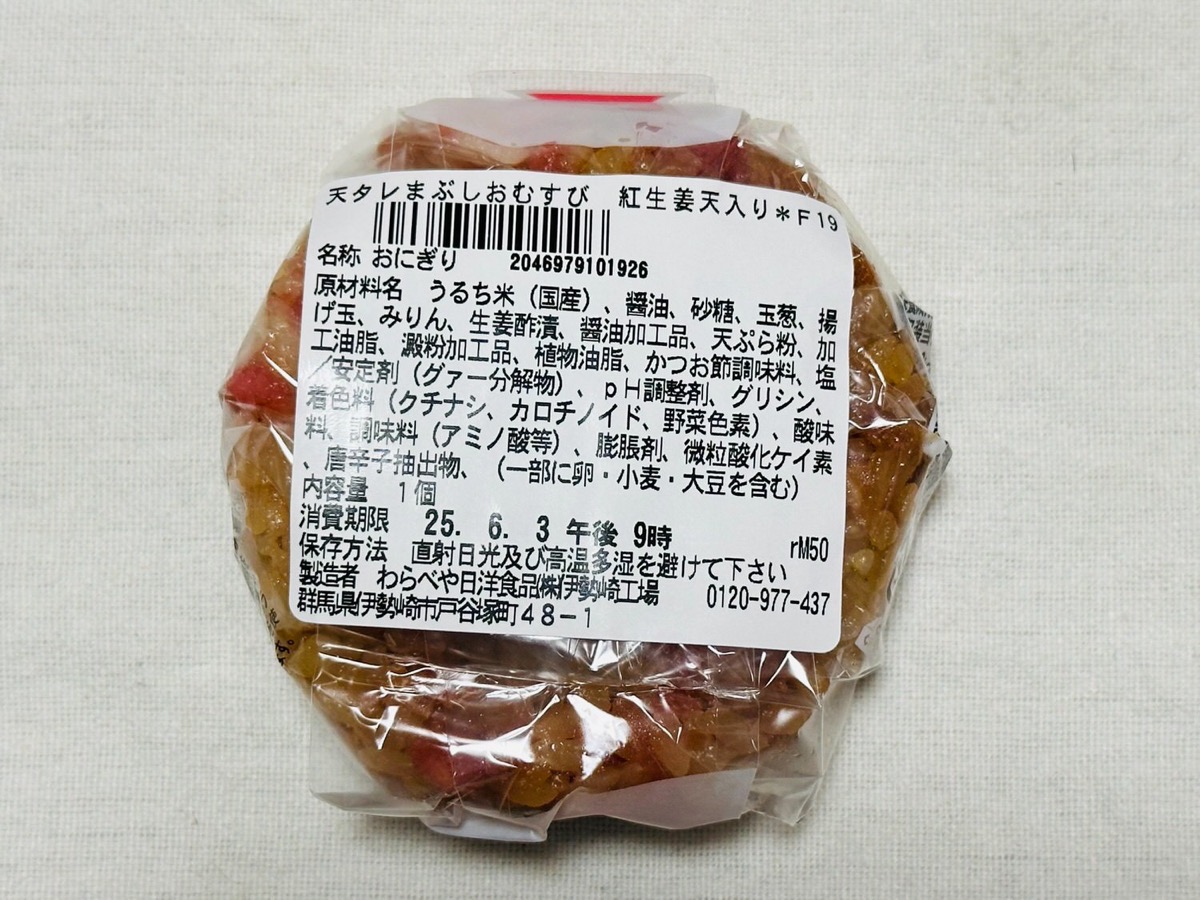 天タレまぶしおむすび 紅生姜天入り*F19
名称 おにぎり 2046979101926
原材料名 うるち米(国産)、醤油、砂糖、玉葱、揚
げ玉、みりん、生姜酢漬、醤油加工品、天ぷら粉、加
工油脂、澱粉加工品、植物油脂、かつお節調味料、塩
/安定剤(グァー分解物)、pH調整剤、グリシン、
着色料(クチナシ、カロチノイド、野菜色素)、酸味
料、調味料(アミノ酸等)、膨脹剤、微粒酸化ケイ素
、唐辛子抽出物、(一部に卵・小麦・大豆を含む)
内容量 1個
消費期限 25. 6. 3 午後 9時 rM50
保存方法 直射日光及び高温多湿を避けて下さい
製造者 わらべや日洋食品(株)伊勢崎工場 0120-977-437
群馬県伊勢崎市戸谷塚町48-1